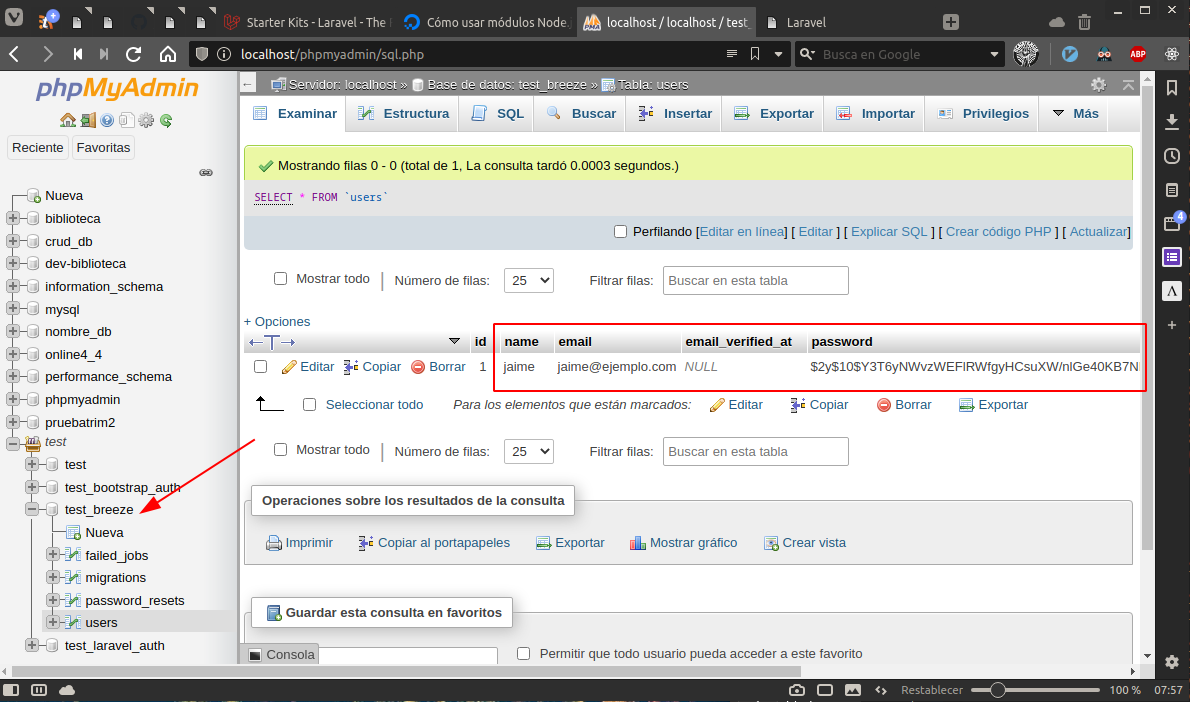 Starter Kits - Laravel - The
Cómo usar módulos Node.
localhost / localhost / test_
Laravel
localhost/phpmyadmin/sql.php
Busca en Google
ABP
phpMyAdmin
Reciente
Favoritas
Nueva
biblioteca
crud_db
dev-biblioteca
information_schema
mysql
nombre_db
online4_4
performance_schema
phpmyadmin
pruebatrim2
test
test
test_bootstrap_auth
test_breeze
Nueva
failed_jobs
migrations
password_resets
users
test_laravel_auth
Servidor: localhost » Base de datos: test_breeze » Tabla: users
Examinar Estructura SQL Buscar Insertar Exportar Importar Privilegios Más
Mostrando filas 0 - 0 (total de 1, La consulta tardó 0.0003 segundos.)
SELECT * FROM `users`
Perfilando [Editar en línea] [ Editar ] [ Explicar SQL ] [ Crear código PHP ] [ Actualizar]
Mostrar todo Número de filas: 25 Filtrar filas: Buscar en esta tabla
+ Opciones
←T→ id name email email_verified_at password
Editar Copiar Borrar 1 jaime jaime@ejemplo.com NULL $2y$10$Y3T6yNWvzWEFlRWfgyHCsuXW/nlGe40KB7N
Seleccionar todo Para los elementos que están marcados: Editar Copiar Borrar Exportar
Mostrar todo Número de filas: 25 Filtrar filas: Buscar en esta tabla
Operaciones sobre los resultados de la consulta
Imprimir Copiar al portapapeles Exportar Mostrar gráfico Crear vista
Guardar esta consulta en favoritos
Consola
Permitir que todo usuario pueda acceder a este favorito
4
Restablecer 100 % 07:57